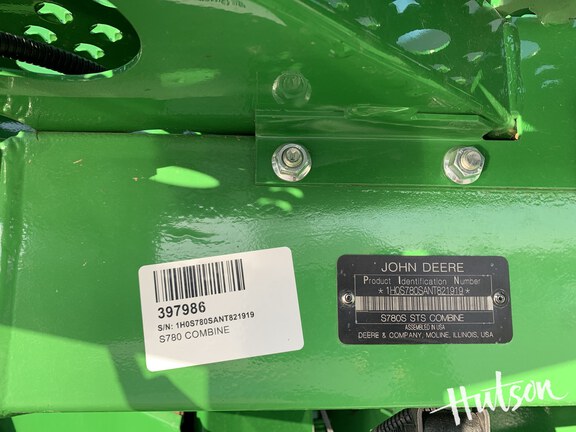 397986
S/N: 1H0S780SANT821919
S780 COMBINE
JOHN DEERE
Product Identification Number
* 1H0S780SANT821919 *
S780S STS COMBINE
ASSEMBLED IN USA
DEERE & COMPANY, MOLINE, ILLINOIS, USA
Hutson